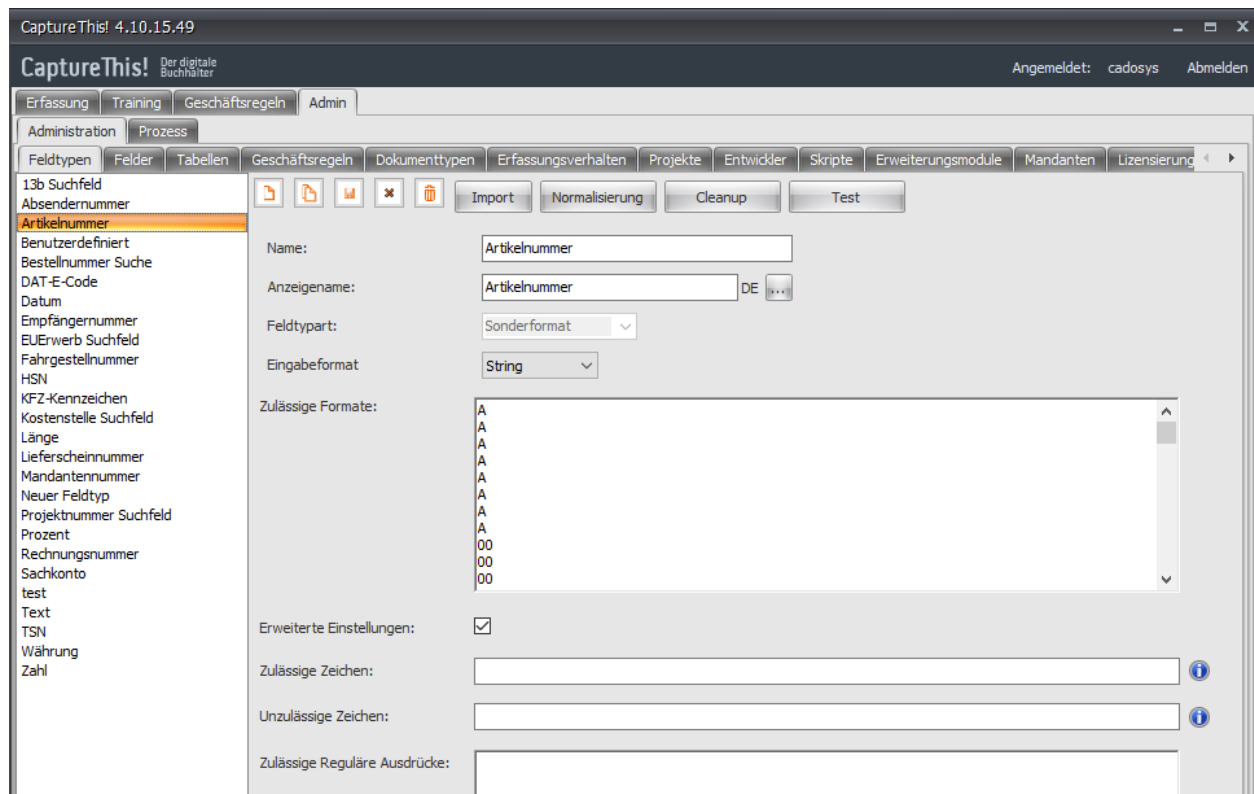 CaptureThis! 4.10.15.49
CaptureThis! Der digitale Buchhalter
Angemeldet: cadosys Abmelden
Erfassung Training Geschäftsregeln Admin
Administration Prozess
Feldtypen Felder Tabellen Geschäftsregeln Dokumenttypen Erfassungsverhalten Projekte Entwickler Skripte Erweiterungsmodule Mandanten Lizensierung
13b Suchfeld
Absendernummer
Artikelnummer
Benutzerdefiniert
Bestellnummer Suche
DAT-E-Code
Datum
Empfängernummer
EUErwerb Suchfeld
Fahrgestellnummer
HSN
KFZ-Kennzeichen
Kostenstelle Suchfeld
Länge
Lieferscheinnummer
Mandantennummer
Neuer Feldtyp
Projektnummer Suchfeld
Prozent
Rechnungsnummer
Sachkonto
test
Text
TSN
Währung
Zahl
Import Normalisierung Cleanup Test
Name: Artikelnummer
Anzeigename: Artikelnummer DE ...
Feldtypart: Sonderformat
Eingabeformat String
Zulässige Formate:
A
A
A
A
A
A
A
A
00
00
00
Erweiterte Einstellungen:
Zulässige Zeichen:
Unzulässige Zeichen:
Zulässige Reguläre Ausdrücke: